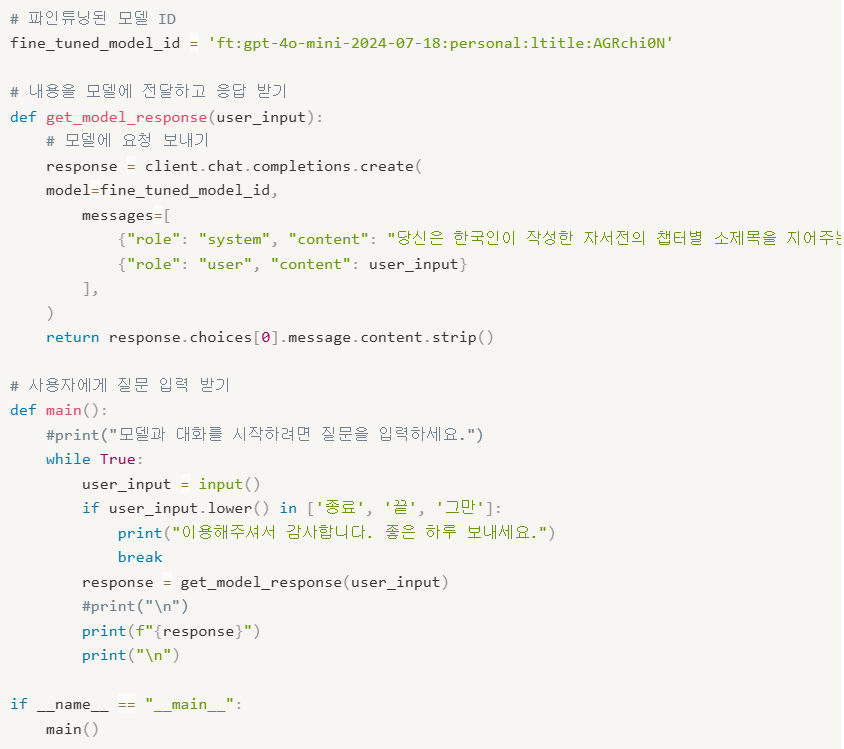 # 파인튜닝된 모델 ID
fine_tuned_model_id = 'ft:gpt-4o-mini-2024-07-18:personal:ltitle:AGRchi0N'
# 내용을 모델에 전달하고 응답 받기
def get_model_response(user_input):
# 모델에 요청 보내기
response = client.chat.completions.create(
model=fine_tuned_model_id,
messages=[
{"role": "system", "content": "당신은 한국인이 작성한 자서전의 챕터별 소제목을 지어주는
{"role": "user", "content": user_input}
],
)
return response.choices[0].message.content.strip()
# 사용자에게 질문 입력 받기
def main():
#print("모델과 대화를 시작하려면 질문을 입력하세요.")
while True:
user_input = input()
if user_input.lower() in ['종료', '끝', '그만']:
print("이용해주셔서 감사합니다. 좋은 하루 보내세요.")
break
response = get_model_response(user_input)
#print("\n")
print(f"{response}")
print("\n")
if __name__ == "__main__":
main()